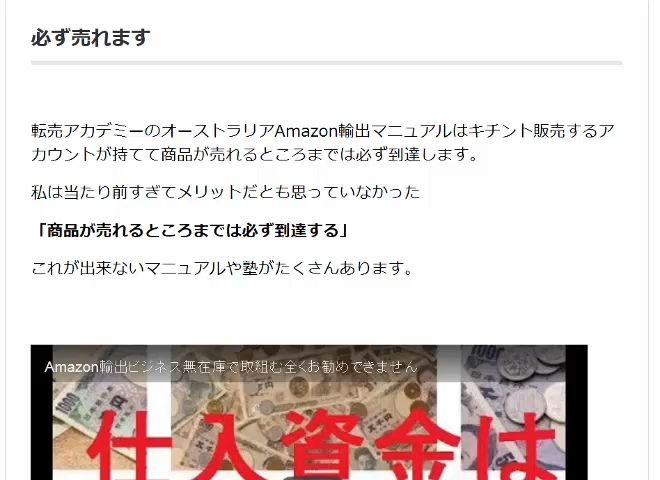 必ず売れます
転売アカデミーのオーストラリアAmazon輸出マニュアルはキチント販売するア
カウントが持てて商品が売れるところまでは必ず到達します。
私は当たり前すぎてメリットだとも思っていなかった
「商品が売れるところまでは必ず到達する」
これが出来ないマニュアルや塾がたくさんあります。
Amazon輸出ビジネス無在庫で取組む全くお勧めできません
仕入資金は